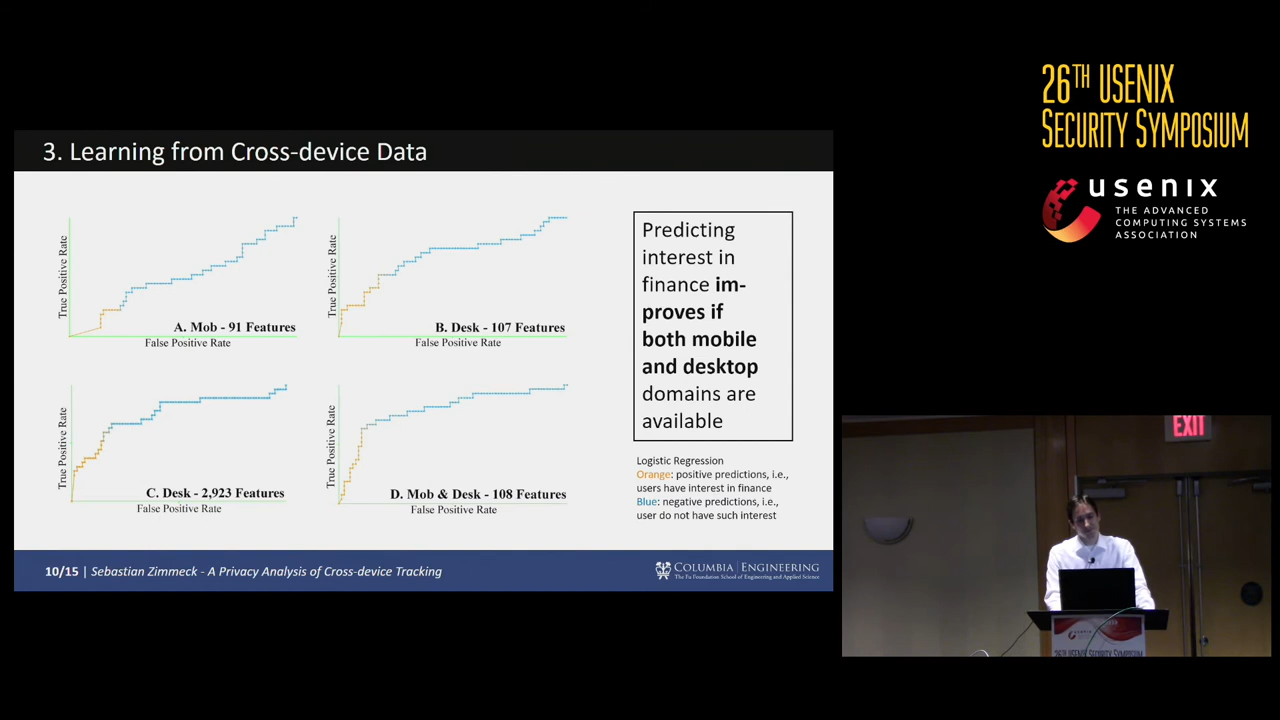 26TH USENIX
SECURITY SYMPOSIUM
usenix
THE ADVANCED
COMPUTING SYSTEMS
ASSOCIATION
3. Learning from Cross-device Data
True Positive Rate
A. Mob - 91 Features
False Positive Rate
True Positive Rate
B. Desk - 107 Features
False Positive Rate
True Positive Rate
C. Desk - 2,923 Features
False Positive Rate
True Positive Rate
D. Mob & Desk - 108 Features
False Positive Rate
Predicting
interest in
finance im-
proves if
both mobile
and desktop
domains are
available
Logistic Regression
Orange: positive predictions, i.e.,
users have interest in finance
Blue: negative predictions, i.e.,
user do not have such interest
10/15 | Sebastian Zimmeck - A Privacy Analysis of Cross-device Tracking
COLUMBIA | ENGINEERING
The Fu Foundation School of Engineering and Applied Science
EXIT
usenix
26TH USENIX SECURITY SYMPOSIUM